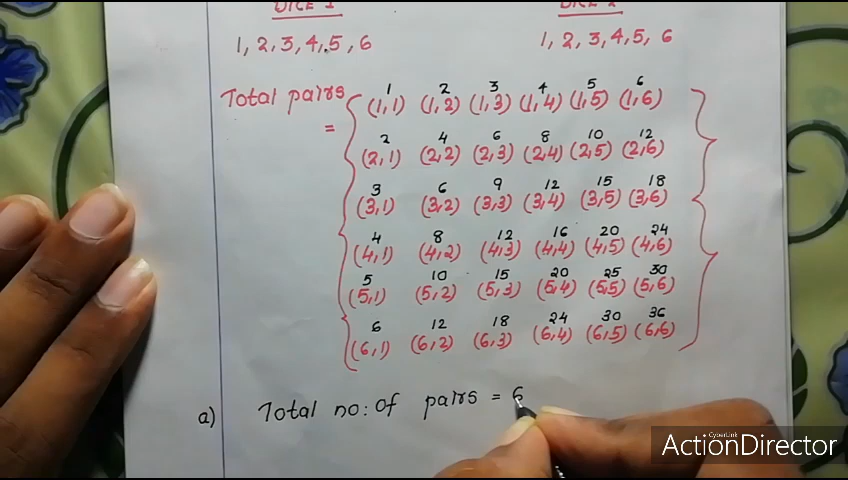 DICE 1 DICE 2
1, 2, 3, 4, 5, 6 1, 2, 3, 4, 5, 6
1 2 3 4 5 6
Total pairs (1,1) (1,2) (1,3) (1,4) (1,5) (1,6)
=
2 4 6 8 10 12
(2,1) (2,2) (2,3) (2,4) (2,5) (2,6)
3 6 9 12 15 18
(3,1) (3,2) (3,3) (3,4) (3,5) (3,6)
4 8 12 16 20 24
(4,1) (4,2) (4,3) (4,4) (4,5) (4,6)
5 10 15 20 25 30
(5,1) (5,2) (5,3) (5,4) (5,5) (5,6)
6 12 18 24 30 36
(6,1) (6,2) (6,3) (6,4) (6,5) (6,6)
a) Total no: of pairs = 6
CyberLink
ActionDirector